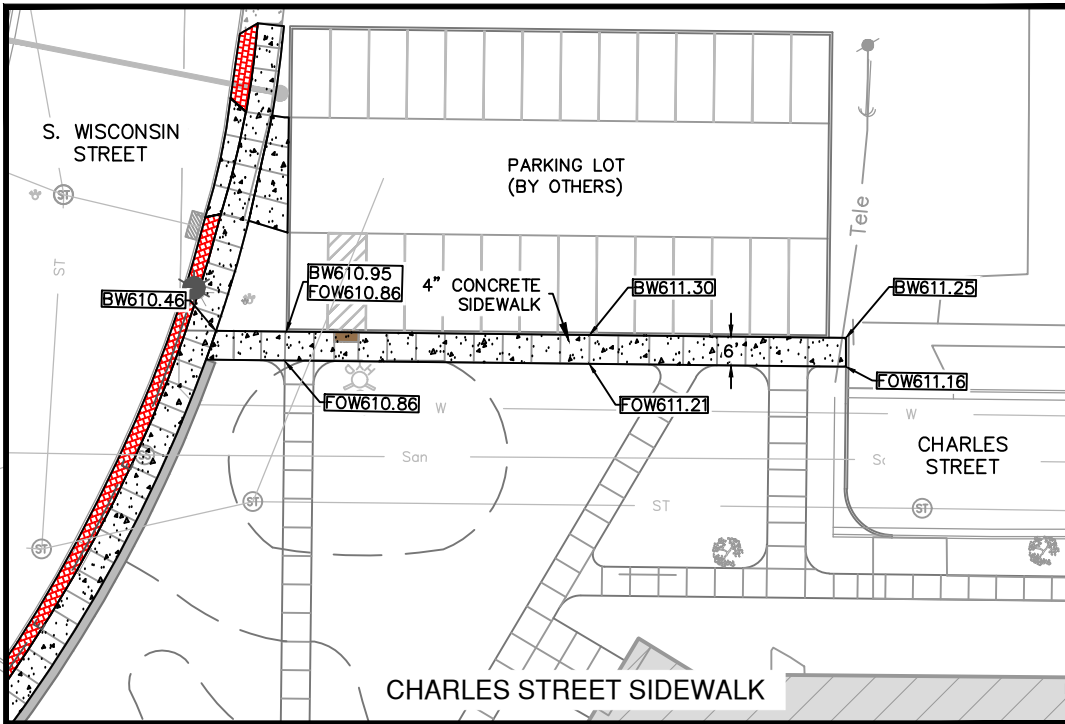 S. WISCONSIN
STREET
PARKING LOT
(BY OTHERS)
Tele
ST
ST
BW610.95
FOW610.86
4" CONCRETE
SIDEWALK
BW611.30
BW611.25
BW610.46
6'
FOW610.86
FOW611.21
FOW611.16
W
W
San
CHARLES
STREET
ST
ST
ST
ST
CHARLES STREET SIDEWALK